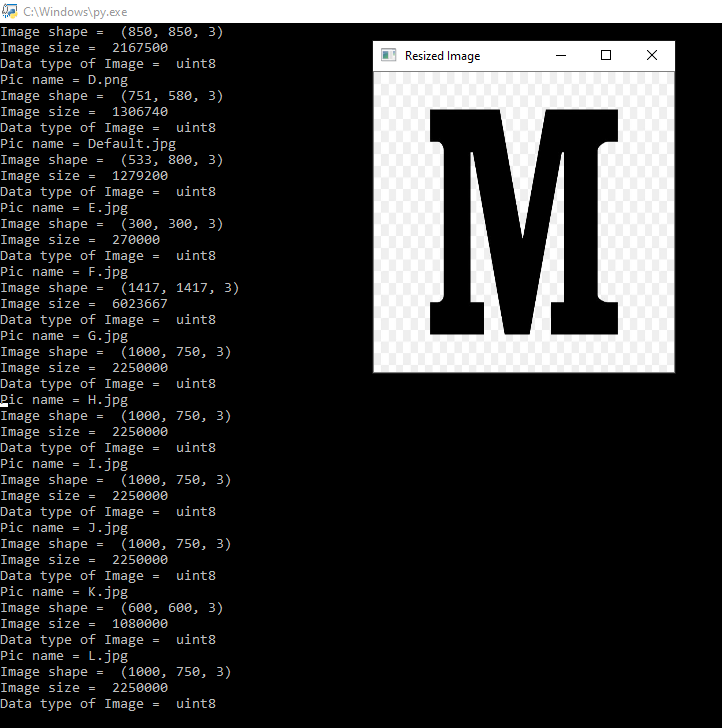 C:\Windows\py.exe
Image shape =  (850, 850, 3)
Image size =  2167500
Data type of Image =  uint8
Pic name = D.png
Image shape =  (751, 580, 3)
Image size =  1306740
Data type of Image =  uint8
Pic name = Default.jpg
Image shape =  (533, 800, 3)
Image size =  1279200
Data type of Image =  uint8
Pic name = E.jpg
Image shape =  (300, 300, 3)
Image size =  270000
Data type of Image =  uint8
Pic name = F.jpg
Image shape =  (1417, 1417, 3)
Image size =  6023667
Data type of Image =  uint8
Pic name = G.jpg
Image shape =  (1000, 750, 3)
Image size =  2250000
Data type of Image =  uint8
Pic name = H.jpg
Image shape =  (1000, 750, 3)
Image size =  2250000
Data type of Image =  uint8
Pic name = I.jpg
Image shape =  (1000, 750, 3)
Image size =  2250000
Data type of Image =  uint8
Pic name = J.jpg
Image shape =  (1000, 750, 3)
Image size =  2250000
Data type of Image =  uint8
Pic name = K.jpg
Image shape =  (600, 600, 3)
Image size =  1080000
Data type of Image =  uint8
Pic name = L.jpg
Image shape =  (1000, 750, 3)
Image size =  2250000
Data type of Image =  uint8
Resized Image
M